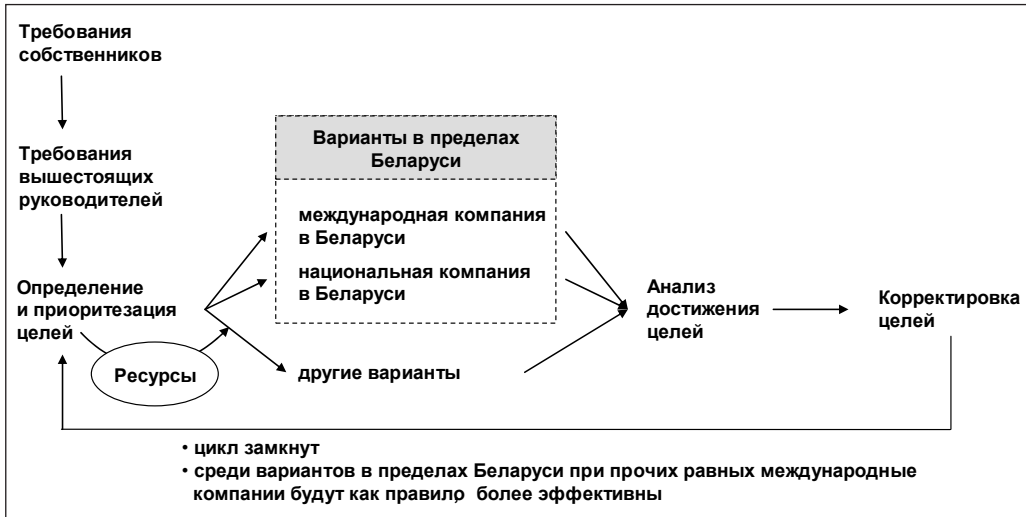 Требования
собственников
Требования
вышестоящих
руководителей
Определение
и приоритезация
целей
Ресурсы
Варианты в пределах
Беларуси
международная компания
в Беларуси
национальная компания
в Беларуси
другие варианты
Анализ
достижения
целей
Корректировка
целей
• цикл замкнут
• среди вариантов в пределах Беларуси при прочих равных международные
компании будут как правило, более эффективны